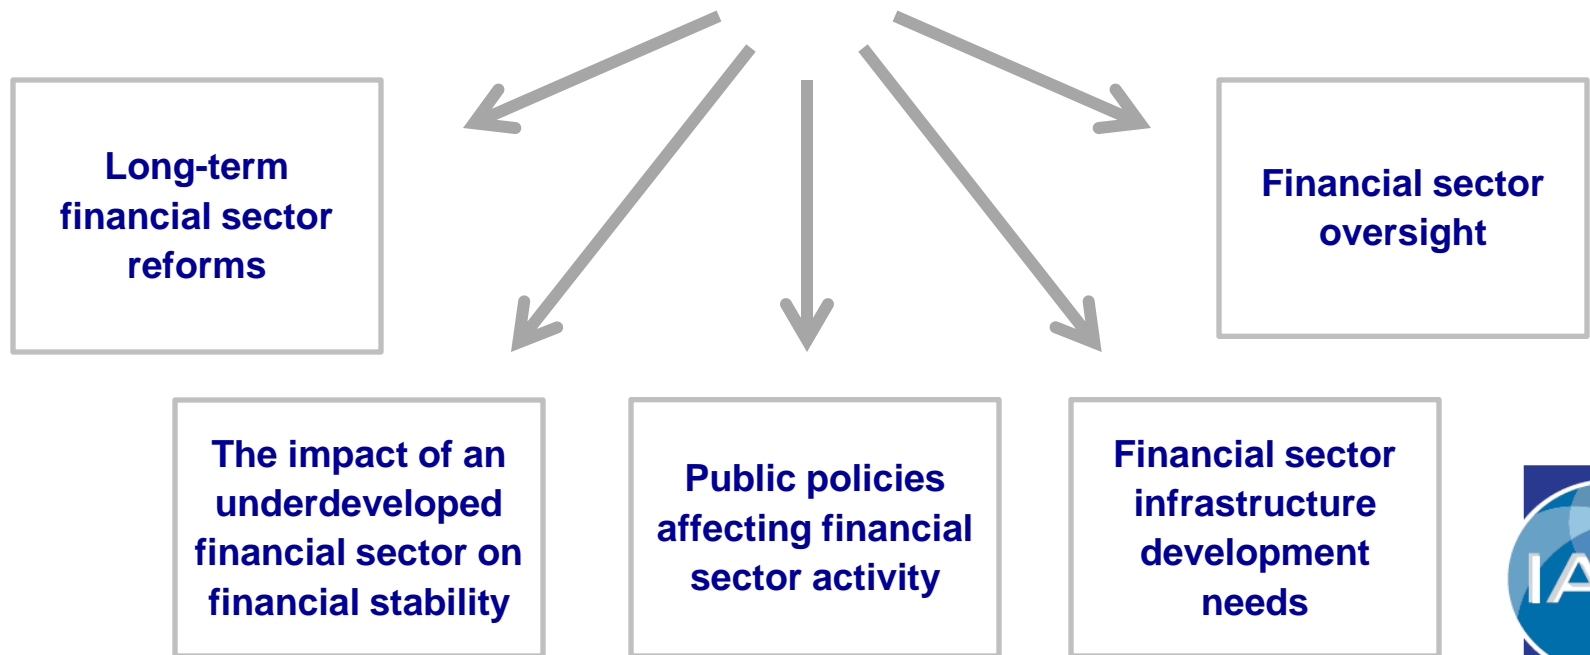 Long-term
financial sector
reforms
Financial sector
oversight
The impact of an
underdeveloped
financial sector on
financial stability
Public policies
affecting financial
sector activity
Financial sector
infrastructure
development
needs
IA